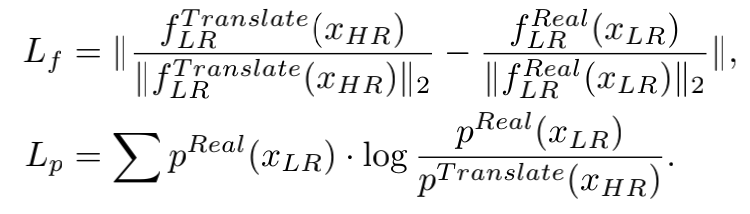 $L_f = \| \frac{f_{LR}^{Translate}(x_{HR})}{\|f_{LR}^{Translate}(x_{HR})\|_2} - \frac{f_{LR}^{Real}(x_{LR})}{\|f_{LR}^{Real}(x_{LR})\|_2} \|,$
$L_p = \sum p^{Real}(x_{LR}) \cdot \log \frac{p^{Real}(x_{LR})}{p^{Translate}(x_{HR})}.$